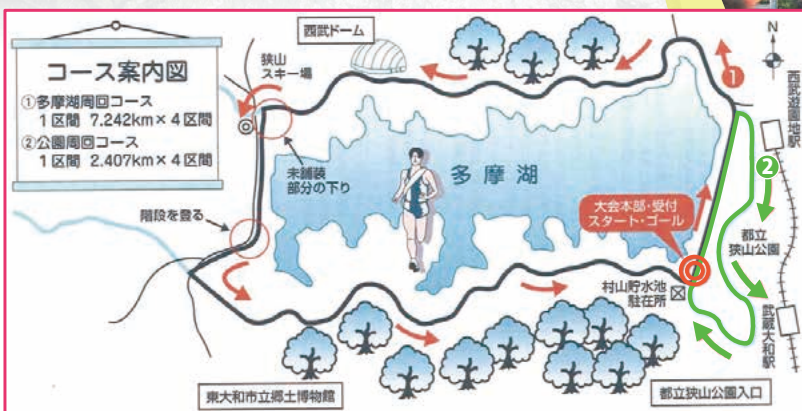 コース案内図
①多摩湖周回コース
1区間 7.242km×4区間
②公園周回コース
1区間 2.407km×4区間
西武ドーム
狭山
スキー場
未舗装
部分の下り
階段を登る
多摩湖
大会本部・受付
スタート・ゴール
村山貯水池
駐在所
東大和市立郷土博物館
都立狭山公園入口
N
①
西武遊園地駅
②
都立
狭山公園
武蔵大和駅